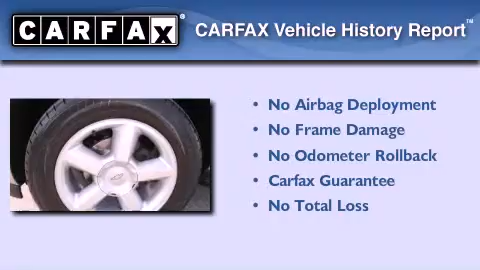 CARFAX®
CARFAX Vehicle History Report™
• No Airbag Deployment
• No Frame Damage
• No Odometer Rollback
• Carfax Guarantee
• No Total Loss